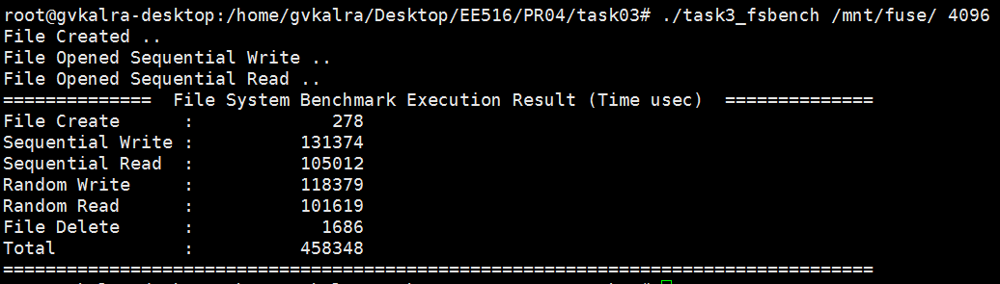 root@gvkalra-desktop:/home/gvkalra/Desktop/EE516/PR04/task03# ./task3_fsbench /mnt/fuse/ 4096
File Created ..
File Opened Sequential Write ..
File Opened Sequential Read ..
==============  File System Benchmark Execution Result (Time usec)  ==============
File Create      :             278
Sequential Write :          131374
Sequential Read  :          105012
Random Write     :          118379
Random Read      :          101619
File Delete      :            1686
Total            :          458348
==================================================================================